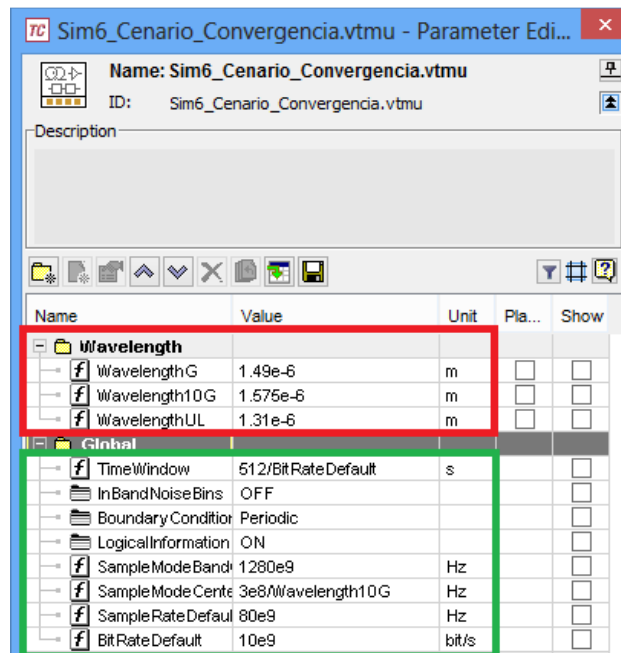 TC Sim6_Cenario_Convergencia.vtmu - Parameter Edi...
Name: Sim6_Cenario_Convergencia.vtmu
ID: Sim6_Cenario_Convergencia.vtmu
Description
Name Value Unit Pla... Show
Wavelength
f WavelengthG 1.49e-6 m
f Wavelength10G 1.575e-6 m
f WavelengthUL 1.31e-6 m
Global
f TimeWindow 512/BitRateDefault s
InBandNoiseBins OFF
BoundaryCondition Periodic
LogicalInformation ON
f SampleModeBand 1280e9 Hz
f SampleModeCente 3e8/Wavelength10G Hz
f SampleRateDefaul 80e9 Hz
f BitRateDefault 10e9 bit/s